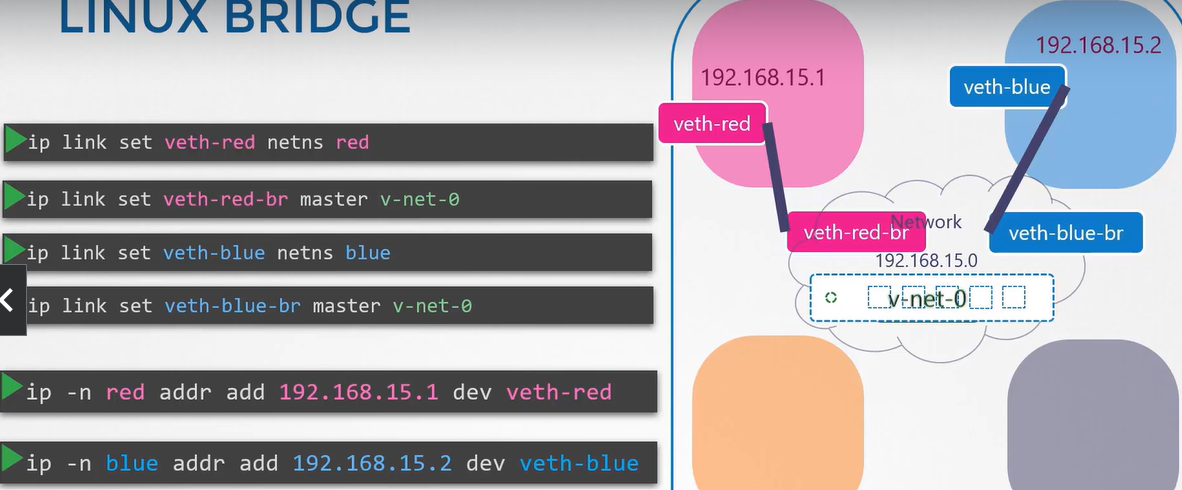 LINUX BRIDGE
ip link set veth-red netns red
ip link set veth-red-br master v-net-0
ip link set veth-blue netns blue
ip link set veth-blue-br master v-net-0
ip -n red addr add 192.168.15.1 dev veth-red
ip -n blue addr add 192.168.15.2 dev veth-blue
192.168.15.1
192.168.15.2
veth-red
veth-blue
veth-red-br
Network
veth-blue-br
192.168.15.0
v-net-0